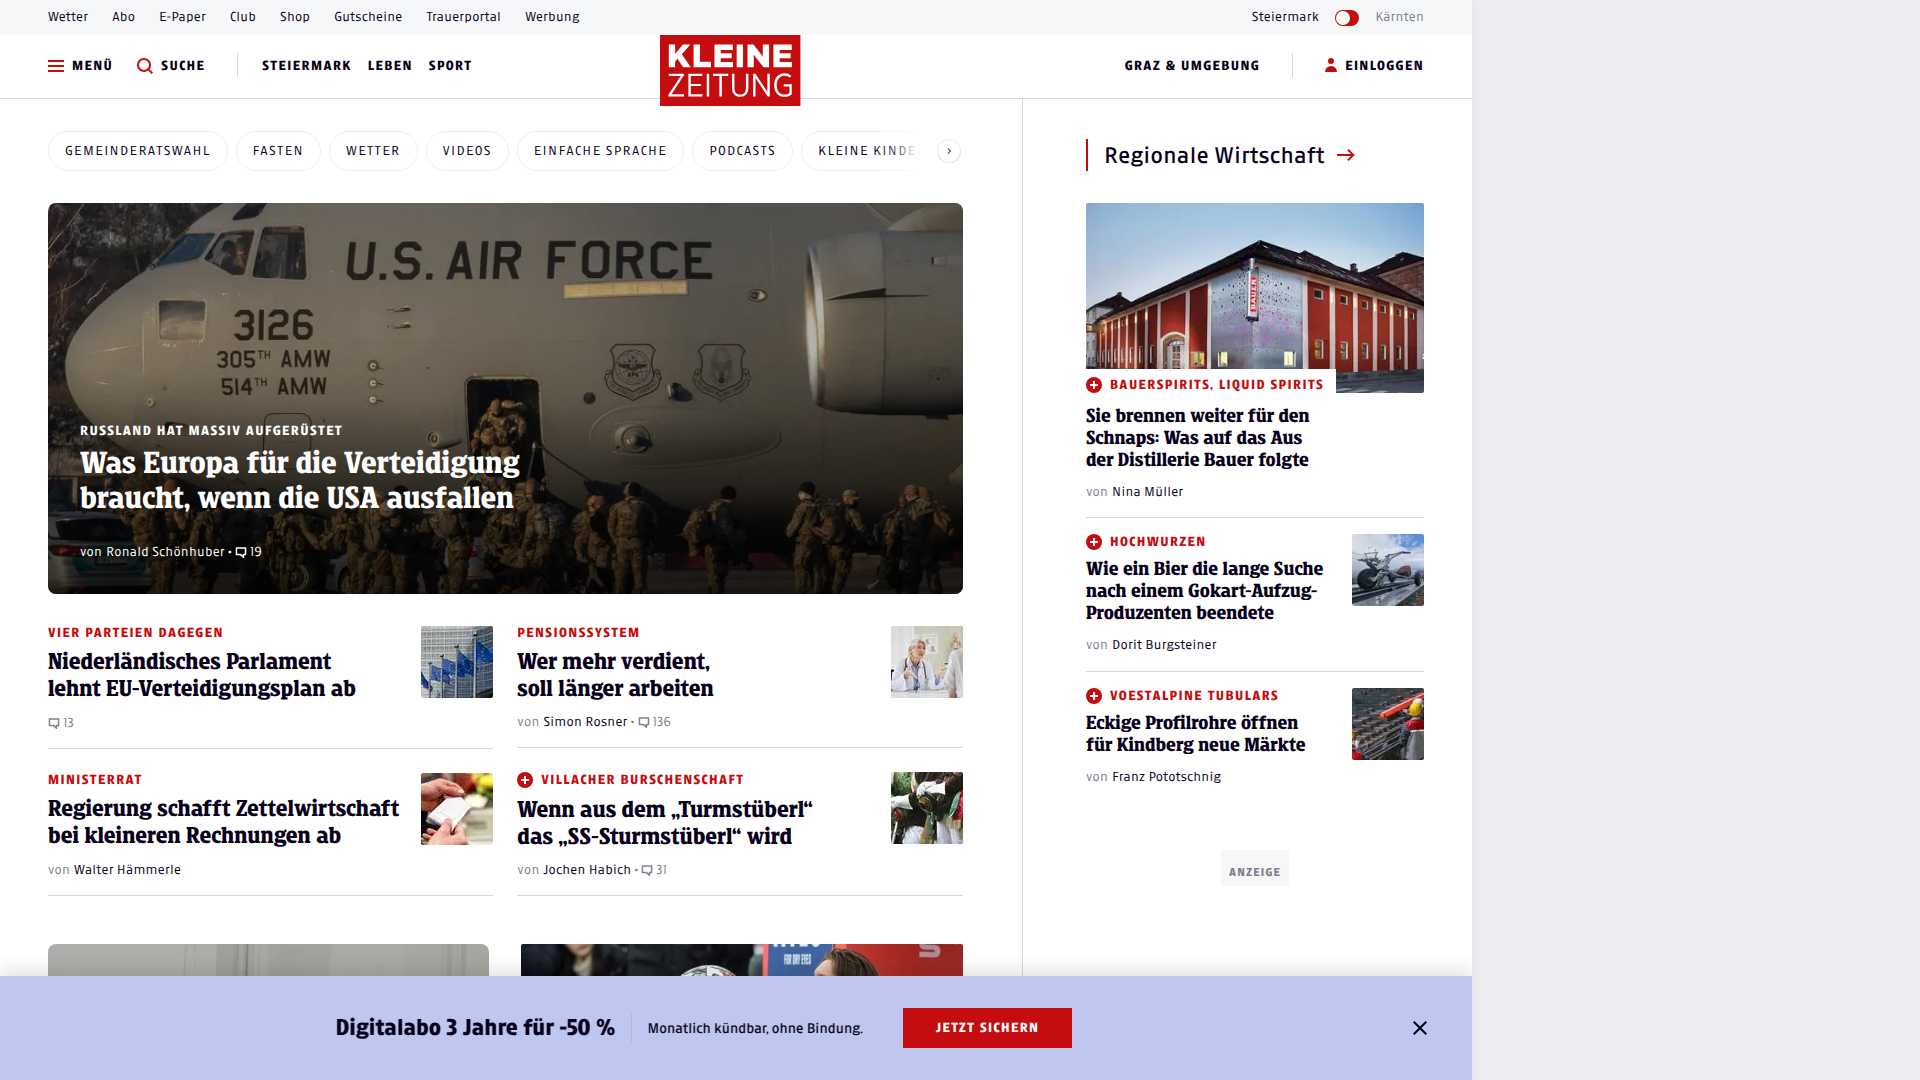 Wetter Abo E-Paper Club Shop Gutscheine Trauerportal Werbung Steiermark Kärnten
MENÜ SUCHE STEIERMARK LEBEN SPORT
KLEINE
ZEITUNG
GRAZ & UMGEBUNG EINLOGGEN
GEMEINDERATSWAHL FASTEN WETTER VIDEOS EINFACHE SPRACHE PODCASTS KLEINE KINDE
U.S. AIR FORCE
3126
305TH AMW
514TH AMW
RUSSLAND HAT MASSIV AUFGERÜSTET
Was Europa für die Verteidigung
braucht, wenn die USA ausfallen
von Ronald Schönhuber • 19
VIER PARTEIEN DAGEGEN
Niederländisches Parlament
lehnt EU-Verteidigungsplan ab
13
PENSIONSSYSTEM
Wer mehr verdient,
soll länger arbeiten
von Simon Rosner • 136
MINISTERRAT
Regierung schafft Zettelwirtschaft
bei kleineren Rechnungen ab
von Walter Hämmerle
VILLACHER BURSCHENSCHAFT
Wenn aus dem „Turmstüberl“
das „SS-Sturmstüberl“ wird
von Jochen Habich • 31
FOR DRY EYES
Regionale Wirtschaft
BAUER
BAUERSPIRITS, LIQUID SPIRITS
Sie brennen weiter für den
Schnaps: Was auf das Aus
der Distillerie Bauer folgte
von Nina Müller
HOCHWURZEN
Wie ein Bier die lange Suche
nach einem Gokart-Aufzug-
Produzenten beendete
von Dorit Burgsteiner
VOESTALPINE TUBULARS
Eckige Profilrohre öffnen
für Kindberg neue Märkte
von Franz Pototschnig
ANZEIGE
Digitalabo 3 Jahre für -50 % Monatlich kündbar, ohne Bindung. JETZT SICHERN